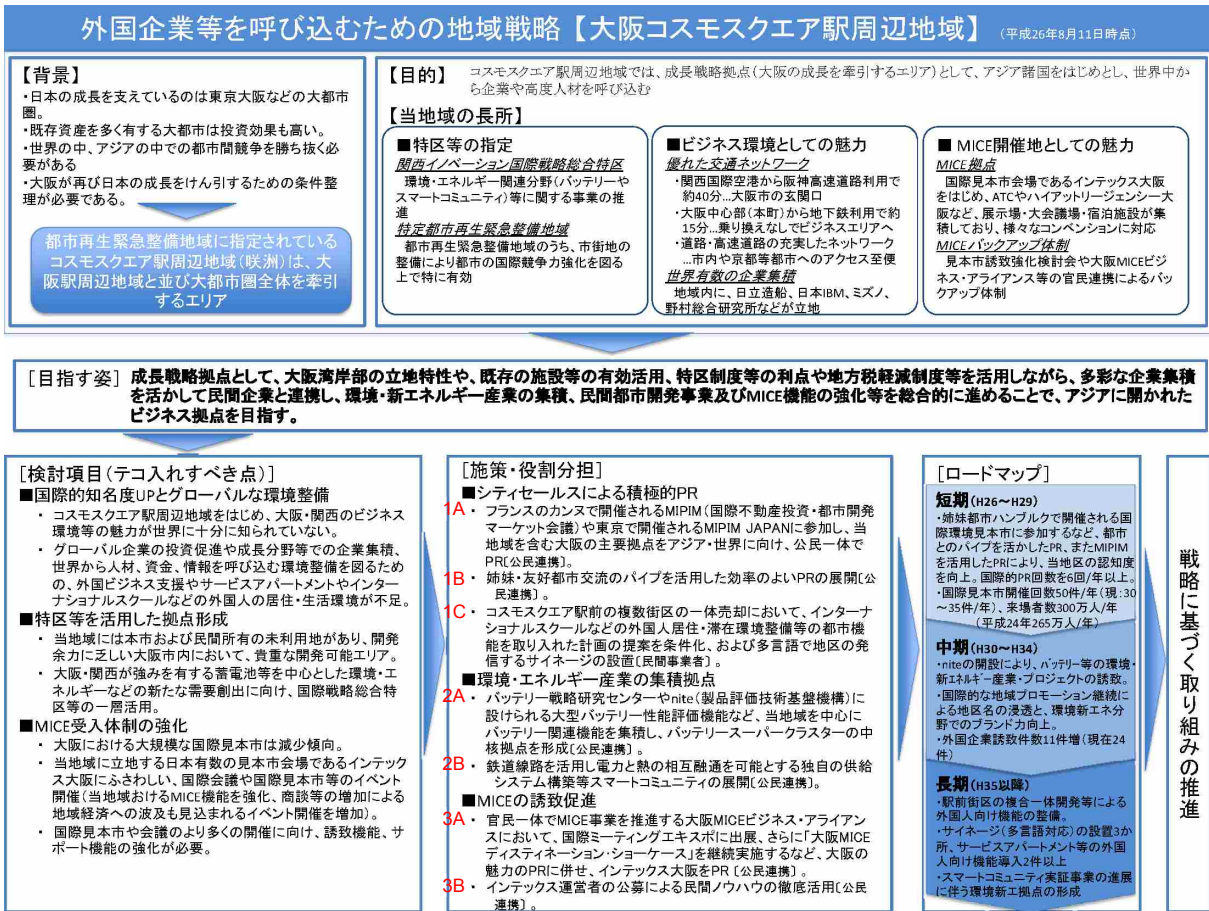 外国企業等を呼び込むための地域戦略【大阪コスモスクエア駅周辺地域】 (平成26年8月11日時点)
【背景】
・日本の成長を支えているのは東京大阪などの大都市
圏。
・既存資産を多く有する大都市は投資効果も高い。
・世界の中、アジアの中での都市間競争を勝ち抜く必
要がある
・大阪が再び日本の成長をけん引するための条件整
理が必要である。
都市再生緊急整備地域に指定されている
コスモスクエア駅周辺地域(咲洲)は、大
阪駅周辺地域と並び大都市圏全体を牽引
するエリア
【目的】 コスモスクエア駅周辺地域では、成長戦略拠点(大阪の成長を牽引するエリア)として、アジア諸国をはじめとし、世界中か
ら企業や高度人材を呼び込む
【当地域の長所】
■特区等の指定
関西イノベーション国際戦略総合特区
環境・エネルギー関連分野(バッテリーや
スマートコミュニティ)等に関する事業の推
進
特定都市再生緊急整備地域
都市再生緊急整備地域のうち、市街地の
整備により都市の国際競争力強化を図る
上で特に有効
■ビジネス環境としての魅力
優れた交通ネットワーク
・関西国際空港から阪神高速道路利用で
約40分…大阪市の玄関口
・大阪中心部(本町)から地下鉄利用で約
15分…乗り換えなしでビジネスエリアへ
・道路・高速道路の充実したネットワーク
…市内や京都等都市へのアクセス至便
世界有数の企業集積
地域内に、日立造船、日本IBM、ミズノ、
野村総合研究所などが立地
■ MICE開催地としての魅力
MICE拠点
国際見本市会場であるインテックス大阪
をはじめ、ATCやハイアットリージェンシー大
阪など、展示場・大会議場・宿泊施設が集
積しており、様々なコンベンションに対応
MICEバックアップ体制
見本市誘致強化検討会や大阪MICEビジ
ネス・アライアンス等の官民連携によるバッ
クアップ体制
[目指す姿] 成長戦略拠点として、大阪湾岸部の立地特性や、既存の施設等の有効活用、特区制度等の利点や地方税軽減制度等を活用しながら、多彩な企業集積
を活かして民間企業と連携し、環境・新エネルギー産業の集積、民間都市開発事業及びMICE機能の強化等を総合的に進めることで、アジアに開かれた
ビジネス拠点を目指す。
[検討項目(テコ入れすべき点)]
■国際的知名度UPとグローバルな環境整備
・ コスモスクエア駅周辺地域をはじめ、大阪・関西のビジネス
環境等の魅力が世界に十分に知られていない。
・ グローバル企業の投資促進や成長分野等での企業集積、
世界から人材、資金、情報を呼び込む環境整備を図るため
の、外国ビジネス支援やサービスアパートメントやインター
ナショナルスクールなどの外国人の居住・生活環境が不足。
■特区等を活用した拠点形成
・ 当地域には本市および民間所有の未利用地があり、開発
余力に乏しい大阪市内において、貴重な開発可能エリア。
・ 大阪・関西が強みを有する蓄電池等を中心とした環境・エ
ネルギーなどの新たな需要創出に向け、国際戦略総合特
区等の一層活用。
■MICE受入体制の強化
・ 大阪における大規模な国際見本市は減少傾向。
・ 当地域に立地する日本有数の見本市会場であるインテック
ス大阪にふさわしい、国際会議や国際見本市等のイベント
開催(当地域おけるMICE機能を強化、商談等の増加による
地域経済への波及も見込まれるイベント開催を増加)。
・ 国際見本市や会議のより多くの開催に向け、誘致機能、サ
ポート機能の強化が必要。
[施策・役割分担]
■シティセールスによる積極的PR
1A・ フランスのカンヌで開催されるMIPIM(国際不動産投資・都市開発
マーケット会議)や東京で開催されるMIPIM JAPANに参加し、当
地域を含む大阪の主要拠点をアジア・世界に向け、公民一体で
PR〔公民連携〕。
1B・ 姉妹・友好都市交流のパイプを活用した効率のよいPRの展開〔公
民連携〕。
1C・ コスモスクエア駅前の複数街区の一体売却において、インターナ
ショナルスクールなどの外国人居住・滞在環境整備等の都市機
能を取り入れた計画の提案を条件化、および多言語で地区の発
信するサイネージの設置〔民間事業者〕。
■環境・エネルギー産業の集積拠点
2A・ バッテリー戦略研究センターやnite(製品評価技術基盤機構)に
設けられる大型バッテリー性能評価機能など、当地域を中心に
バッテリー関連機能を集積し、バッテリースーパークラスターの中
核拠点を形成〔公民連携〕。
2B・ 鉄道線路を活用し電力と熱の相互融通を可能とする独自の供給
システム構築等スマートコミュニティの展開〔公民連携〕。
■MICEの誘致促進
3A・ 官民一体でMICE事業を推進する大阪MICEビジネス・アライアン
スにおいて、国際ミーティングエキスポに出展、さらに「大阪MICE
ディスティネーション・ショーケース」を継続実施するなど、大阪の
魅力のPRに併せ、インテックス大阪をPR〔公民連携〕。
3B・ インテックス運営者の公募による民間ノウハウの徹底活用〔公民
連携〕。
[ロードマップ]
短期(H26~H29)
・姉妹都市ハンブルクで開催される国
際環境見本市に参加するなど、都市
とのパイプを活かしたPR、またMIPIM
を活用したPRにより、当地区の認知度
を向上。国際的PR回数を6回/年以上。
・国際見本市開催回数50件/年(現:30
~35件/年)、来場者数300万人/年
(平成24年265万人/年)
中期(H30~H34)
・niteの開設により、バッテリー等の環境・
新エネルギー産業・プロジェクトの誘致。
・国際的な地域プロモーション継続に
よる地区名の浸透と、環境新エネ分
野でのブランド力向上。
・外国企業誘致件数11件増(現在24
件)
長期(H35以降)
・駅前街区の複合一体開発等による
外国人向け機能の整備。
・サイネージ(多言語対応)の設置3か
所、サービスアパートメント等の外国
人向け機能導入2件以上
・スマートコミュニティ実証事業の進展
に伴う環境新エネ拠点の形成
戦略に基づく取り組みの推進